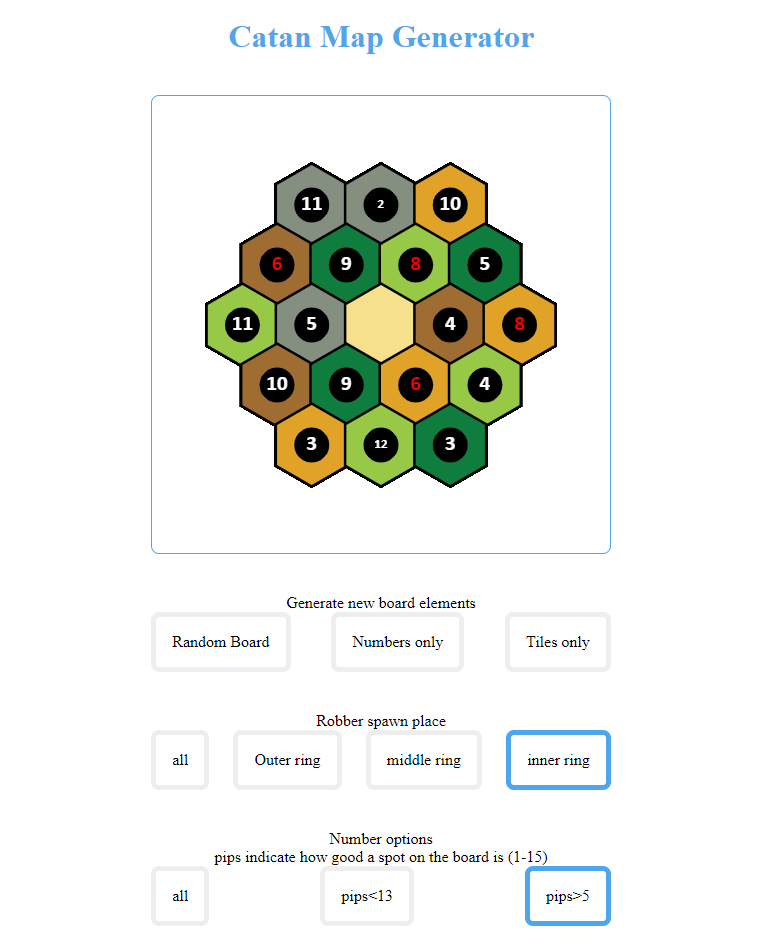 Catan Map Generator
11 2 10
6 9 8 5
11 5 4 8
10 9 6 4
3 12 3
Generate new board elements
Random Board Numbers only Tiles only
Robber spawn place
all Outer ring middle ring inner ring
Number options
pips indicate how good a spot on the board is (1-15)
all pips<13 pips>5